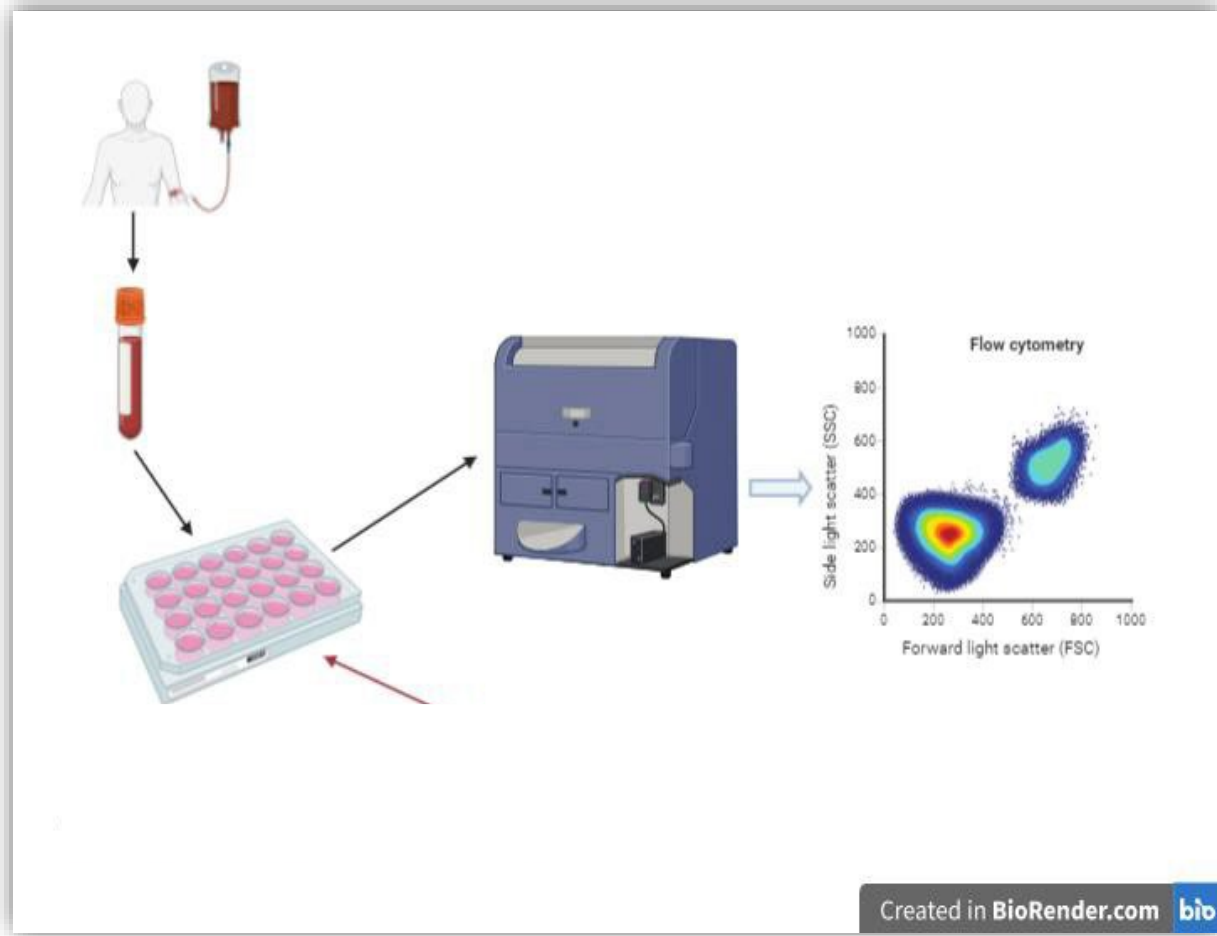 Flow cytometry
1000
800
600
400
200
0
Side light scatter (SSC)
0 200 400 600 800 1000
Forward light scatter (FSC)
2
Created in BioRender.com bio